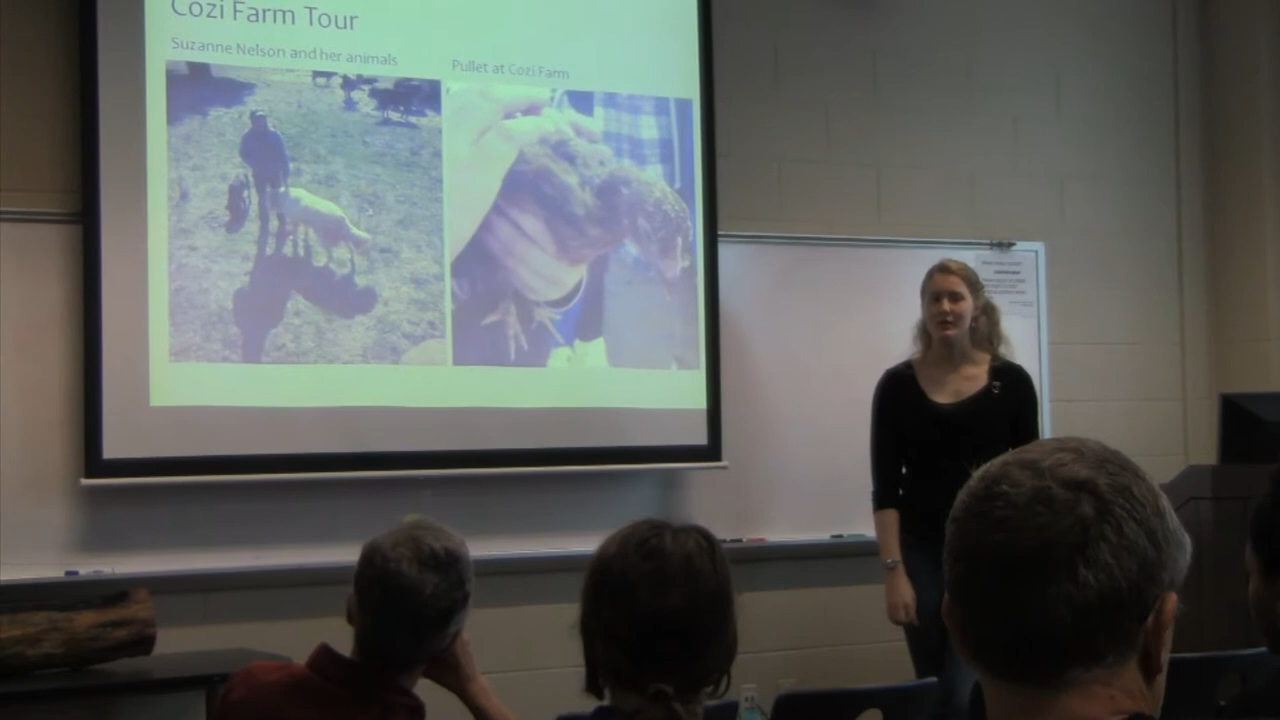 Cozi Farm Tour
Suzanne Nelson and her animals
Pullet at Cozi Farm